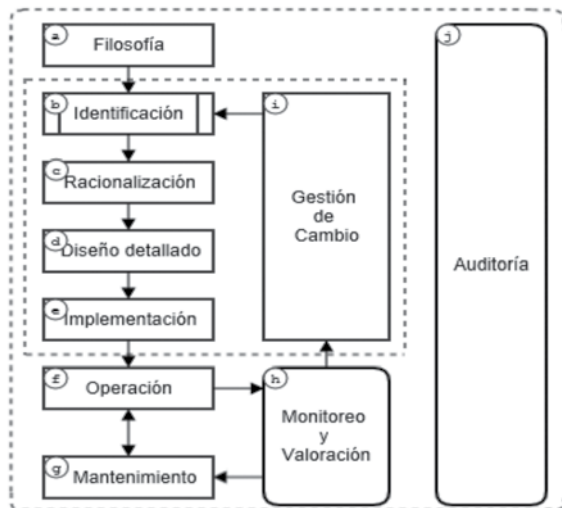 a
Filosofía
b
Identificación
c
Racionalización
d
Diseño detallado
e
Implementación
f
Operación
g
Mantenimiento
h
Monitoreo
y
Valoración
i
Gestión
de
Cambio
j
Auditoría